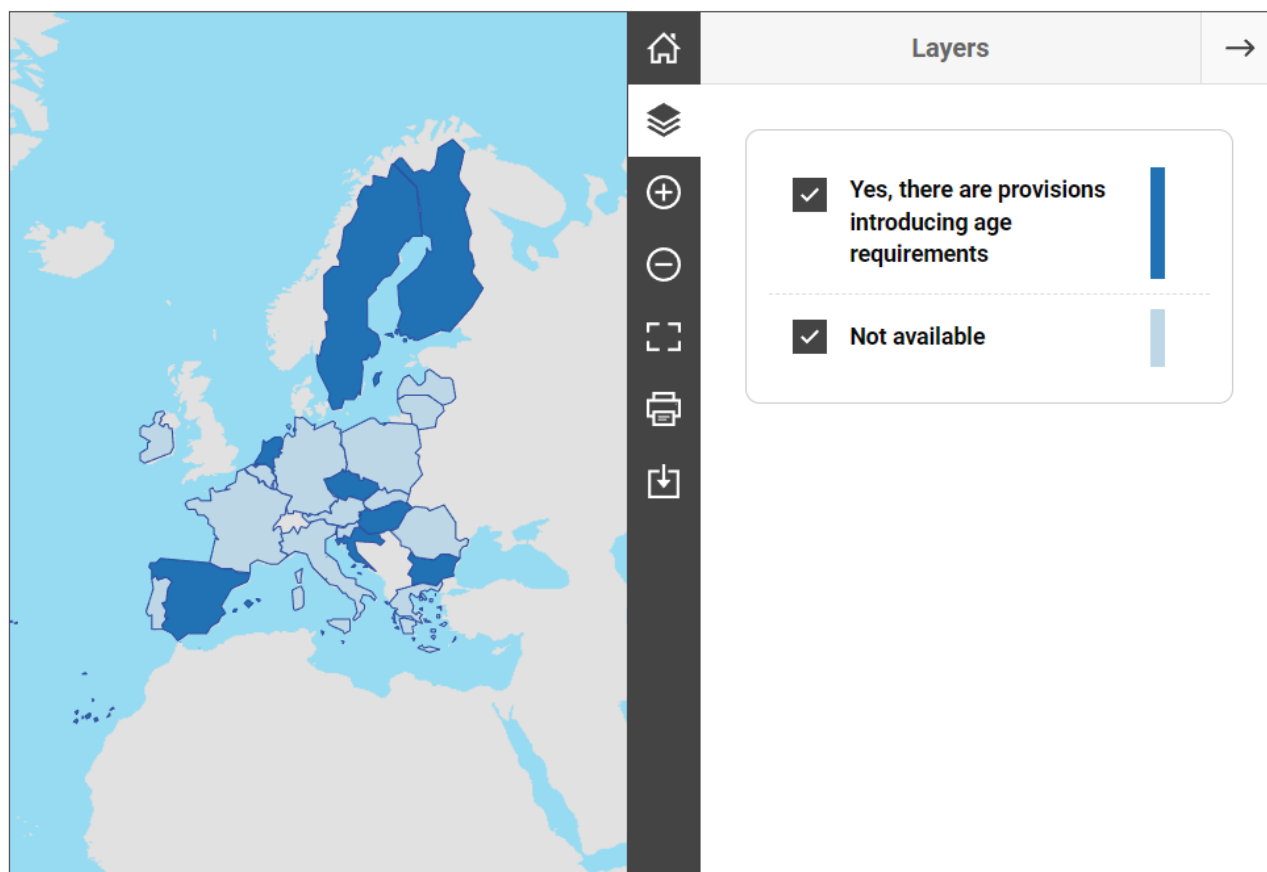 Layers
Yes, there are provisions
introducing age
requirements
Not available